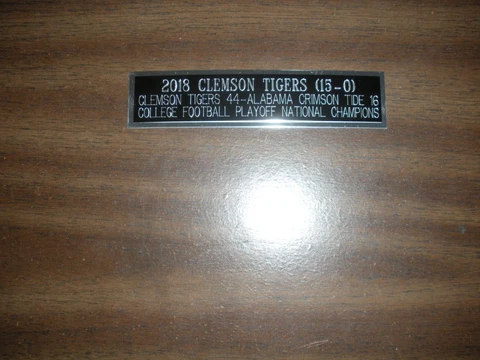 2018 CLEMSON TIGERS (15-0)
CLEMSON TIGERS 44-ALABAMA CRIMSON TIDE 16
COLLEGE FOOTBALL PLAYOFF NATIONAL CHAMPIONS